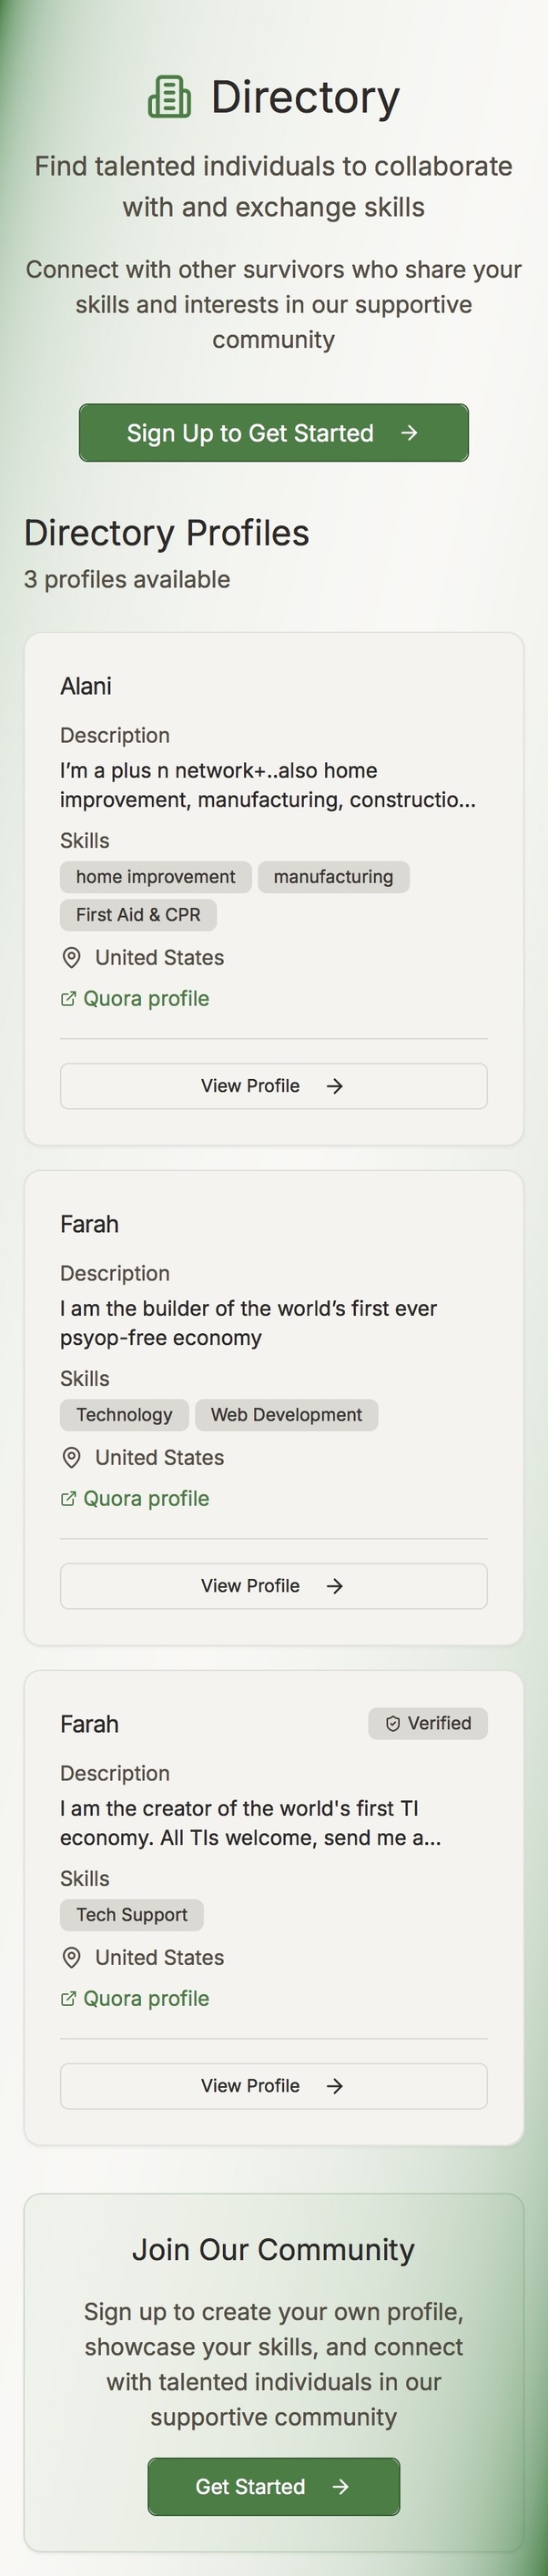 Directory
Find talented individuals to collaborate
with and exchange skills
Connect with other survivors who share your
skills and interests in our supportive
community
Sign Up to Get Started
Directory Profiles
3 profiles available
Alani
Description
I’m a plus n network+..also home
improvement, manufacturing, constructio...
Skills
home improvement manufacturing
First Aid & CPR
United States
Quora profile
View Profile
Farah
Description
I am the builder of the world’s first ever
psyop-free economy
Skills
Technology Web Development
United States
Quora profile
View Profile
Farah Verified
Description
I am the creator of the world's first TI
economy. All TIs welcome, send me a...
Skills
Tech Support
United States
Quora profile
View Profile
Join Our Community
Sign up to create your own profile,
showcase your skills, and connect
with talented individuals in our
supportive community
Get Started